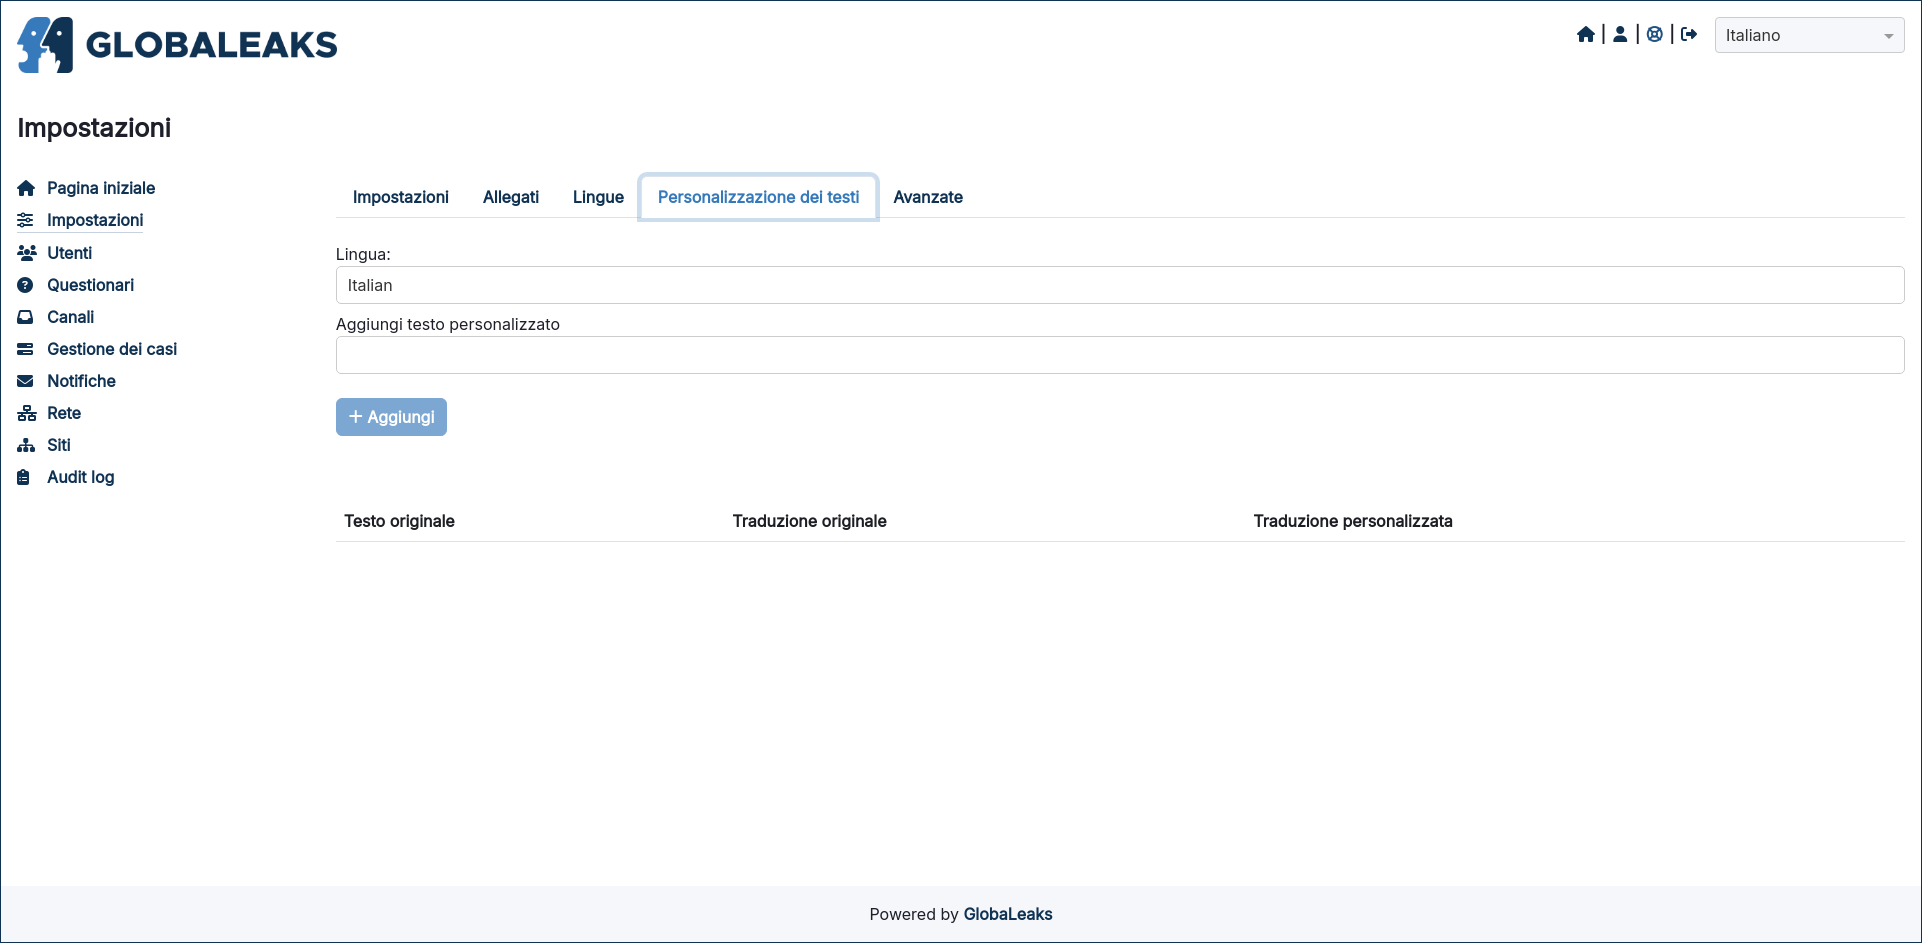 GLOBALEAKS
Italiano
Impostazioni
Pagina iniziale
Impostazioni
Utenti
Questionari
Canali
Gestione dei casi
Notifiche
Rete
Siti
Audit log
Impostazioni Allegati Lingue Personalizzazione dei testi Avanzate
Lingua:
Italian
Aggiungi testo personalizzato
+ Aggiungi
Testo originale Traduzione originale Traduzione personalizzata
Powered by GlobaLeaks